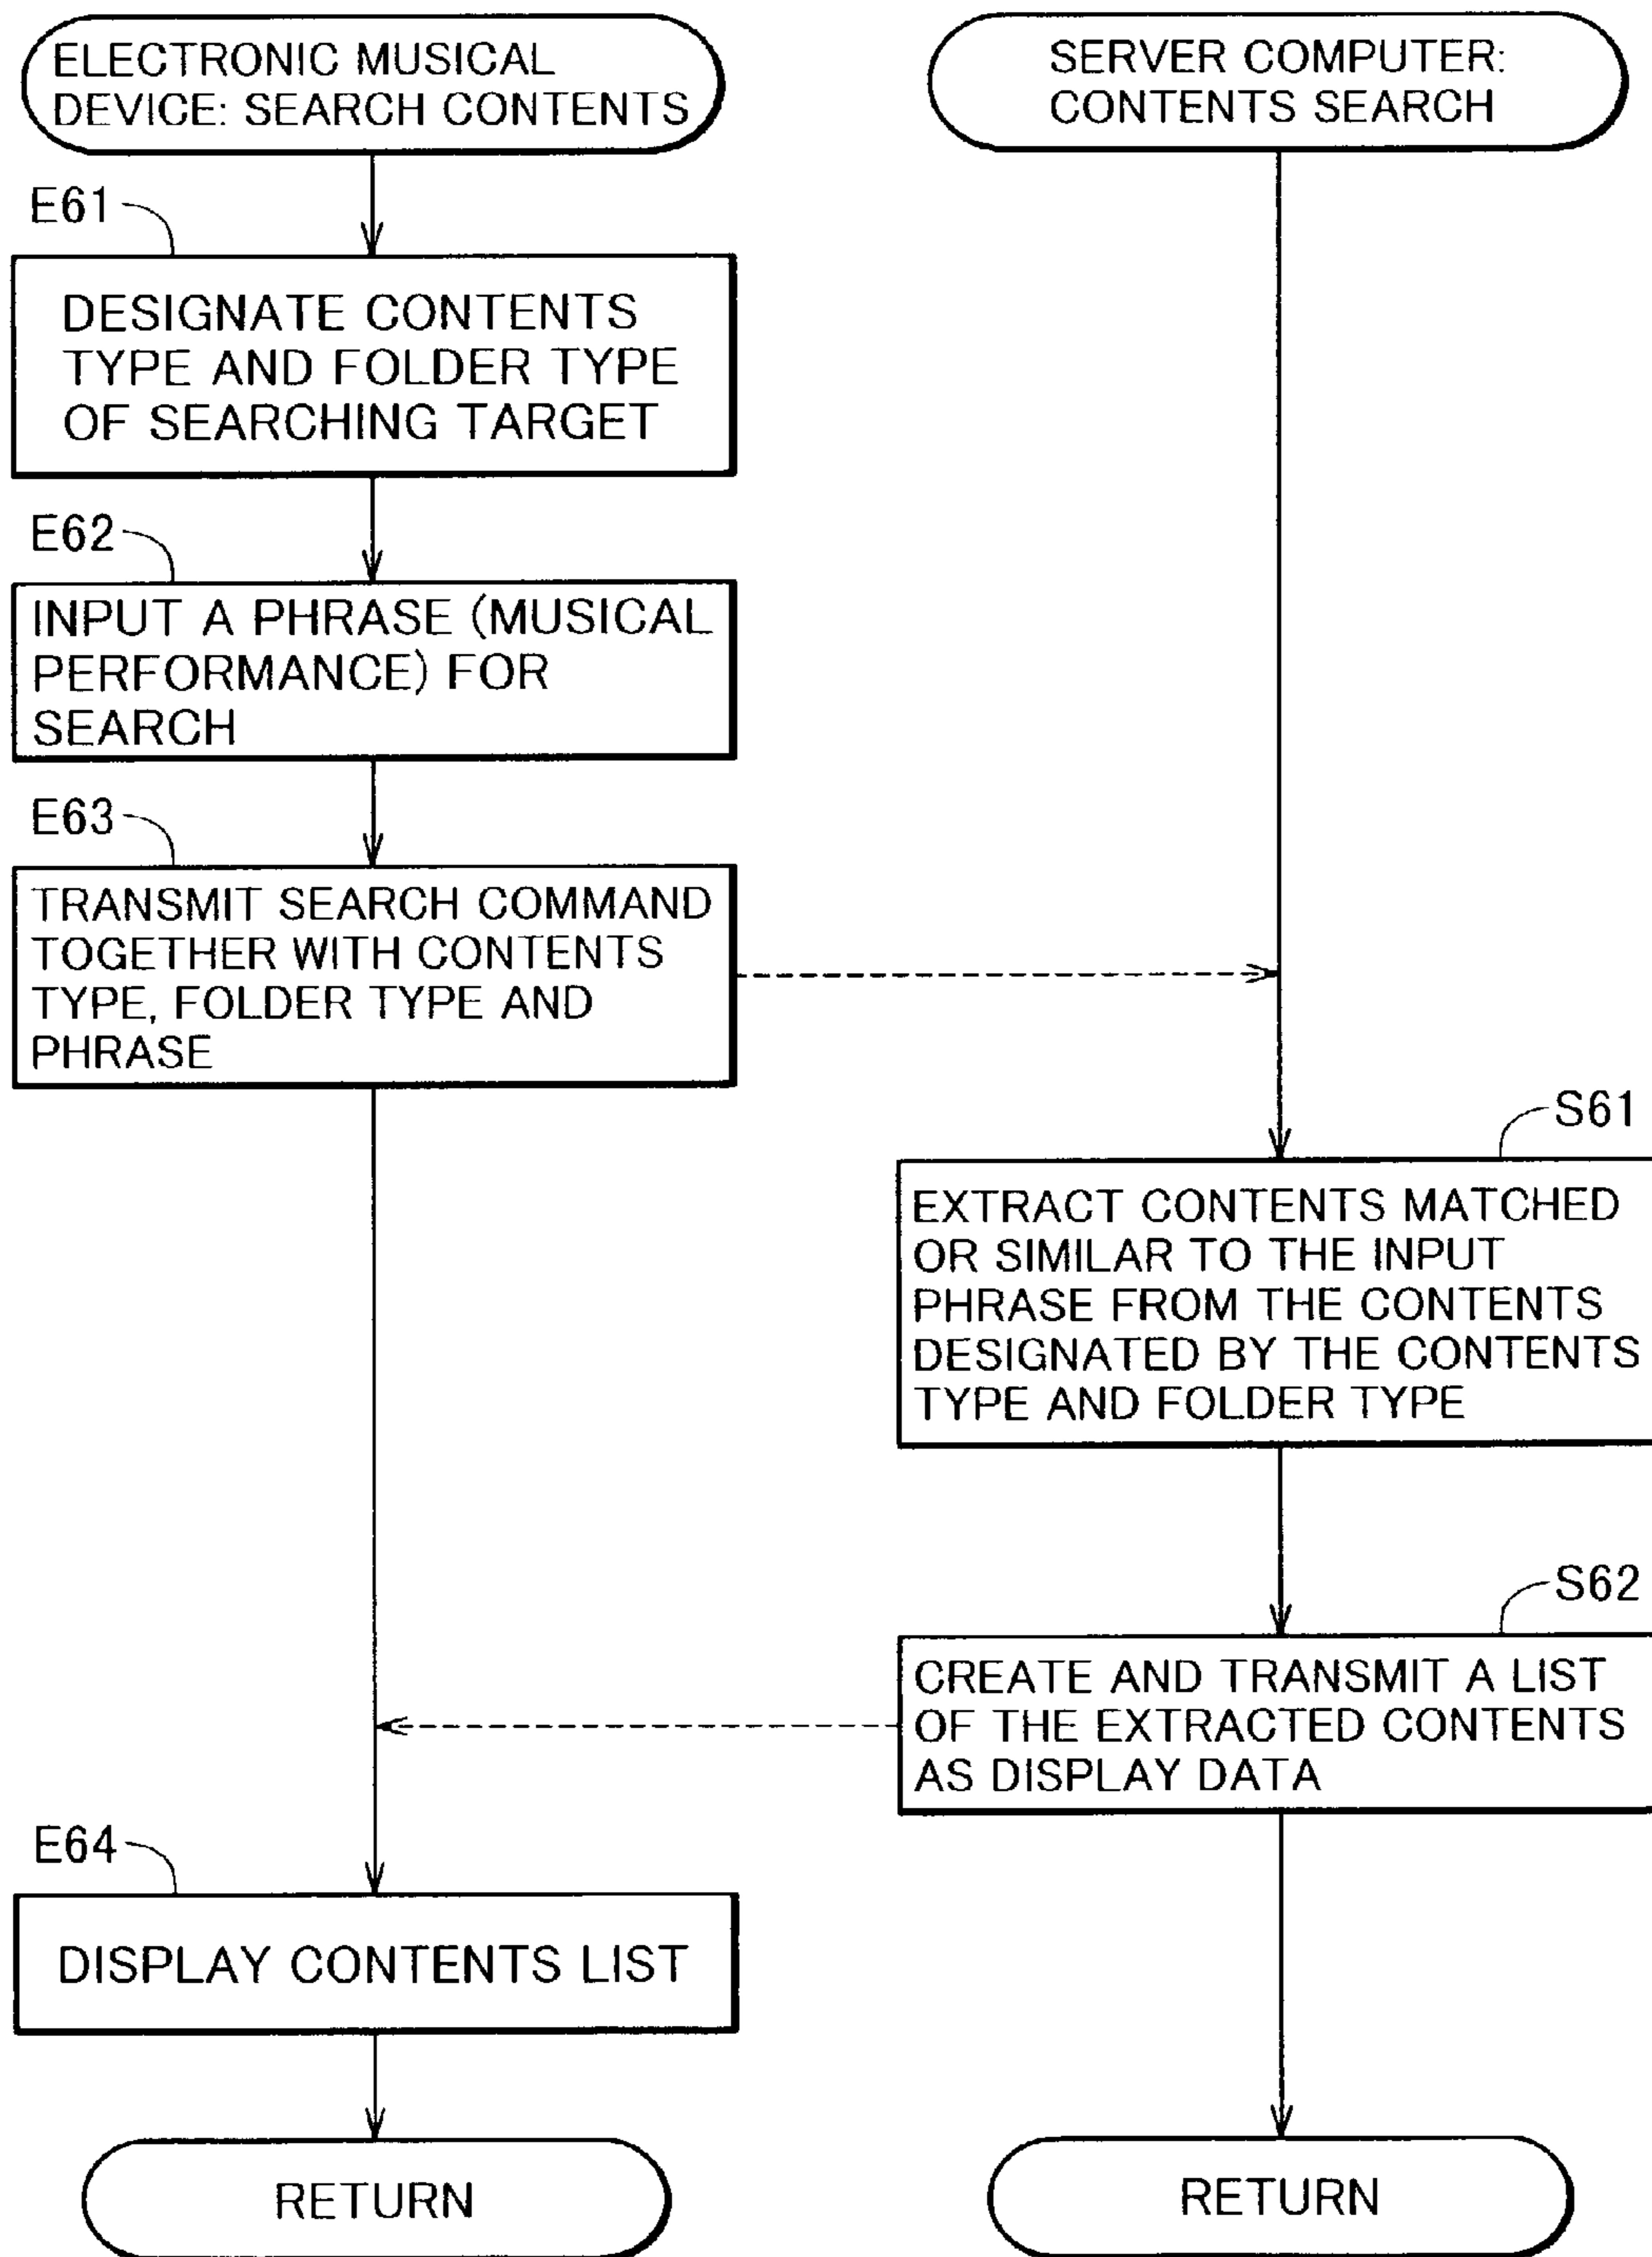 ELECTRONIC MUSICAL
DEVICE: SEARCH CONTENTS
E61
DESIGNATE CONTENTS
TYPE AND FOLDER TYPE
OF SEARCHING TARGET
E62
INPUT A PHRASE (MUSICAL
PERFORMANCE) FOR
SEARCH
E63
TRANSMIT SEARCH COMMAND
TOGETHER WITH CONTENTS
TYPE, FOLDER TYPE AND
PHRASE
E64
DISPLAY CONTENTS LIST
RETURN
SERVER COMPUTER:
CONTENTS SEARCH
S61
EXTRACT CONTENTS MATCHED
OR SIMILAR TO THE INPUT
PHRASE FROM THE CONTENTS
DESIGNATED BY THE CONTENTS
TYPE AND FOLDER TYPE
S62
CREATE AND TRANSMIT A LIST
OF THE EXTRACTED CONTENTS
AS DISPLAY DATA
RETURN